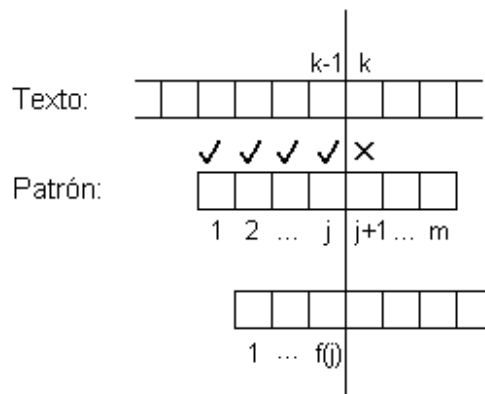 k-1 k
Texto:
✓ ✓ ✓ ✓ ×
Patrón:
1 2 ... j j+1 ... m
1 ... f(j)